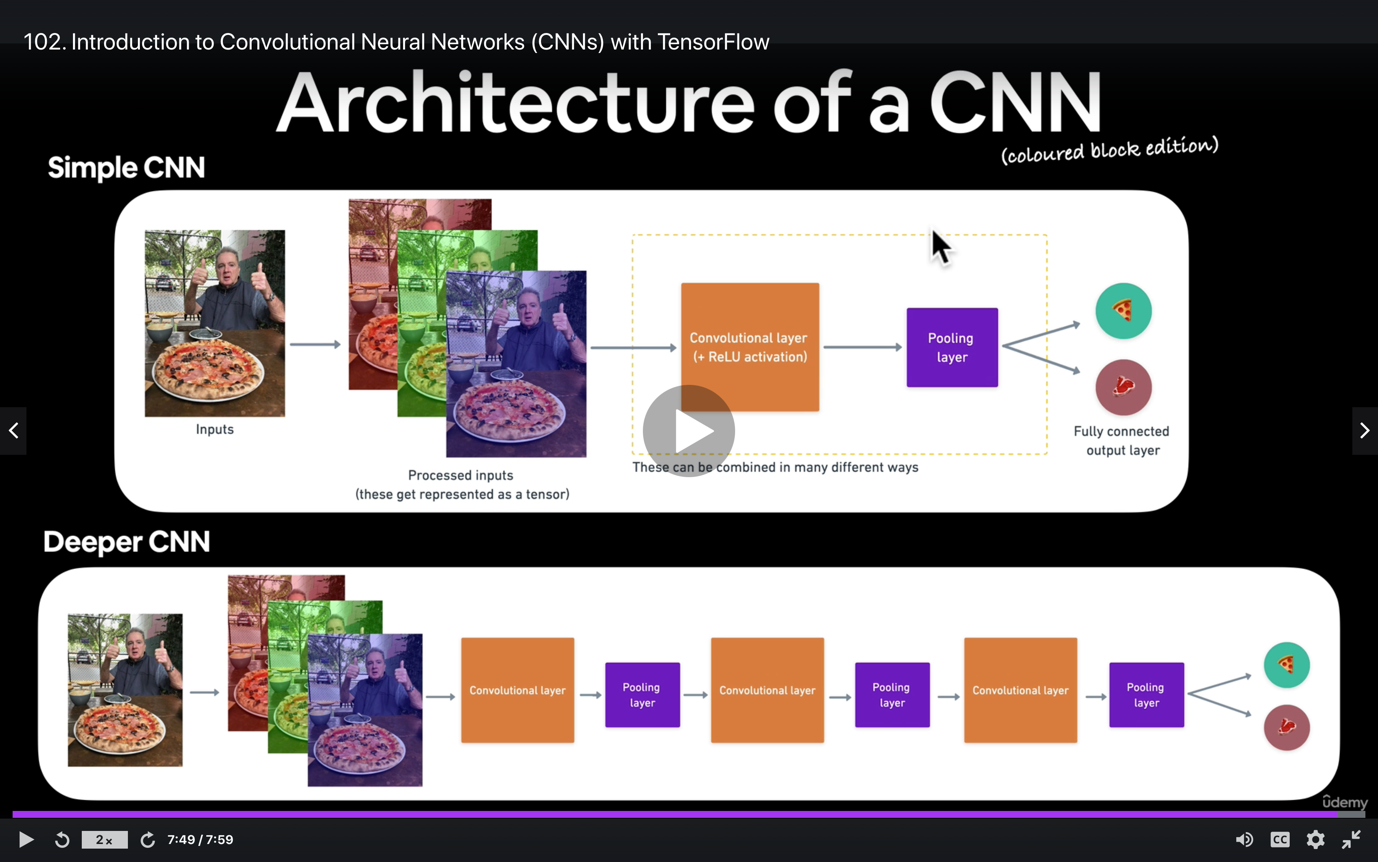 102. Introduction to Convolutional Neural Networks (CNNs) with TensorFlow
Architecture of a CNN
(coloured block edition)
Simple CNN
Inputs
Processed inputs
(these get represented as a tensor)
Convolutional layer
(+ ReLU activation)
Pooling
layer
These can be combined in many different ways
Fully connected
output layer
Deeper CNN
Convolutional layer
Pooling
layer
Convolutional layer
Pooling
layer
Convolutional layer
Pooling
layer
ûdemy
2x
7:49 / 7:59
CC